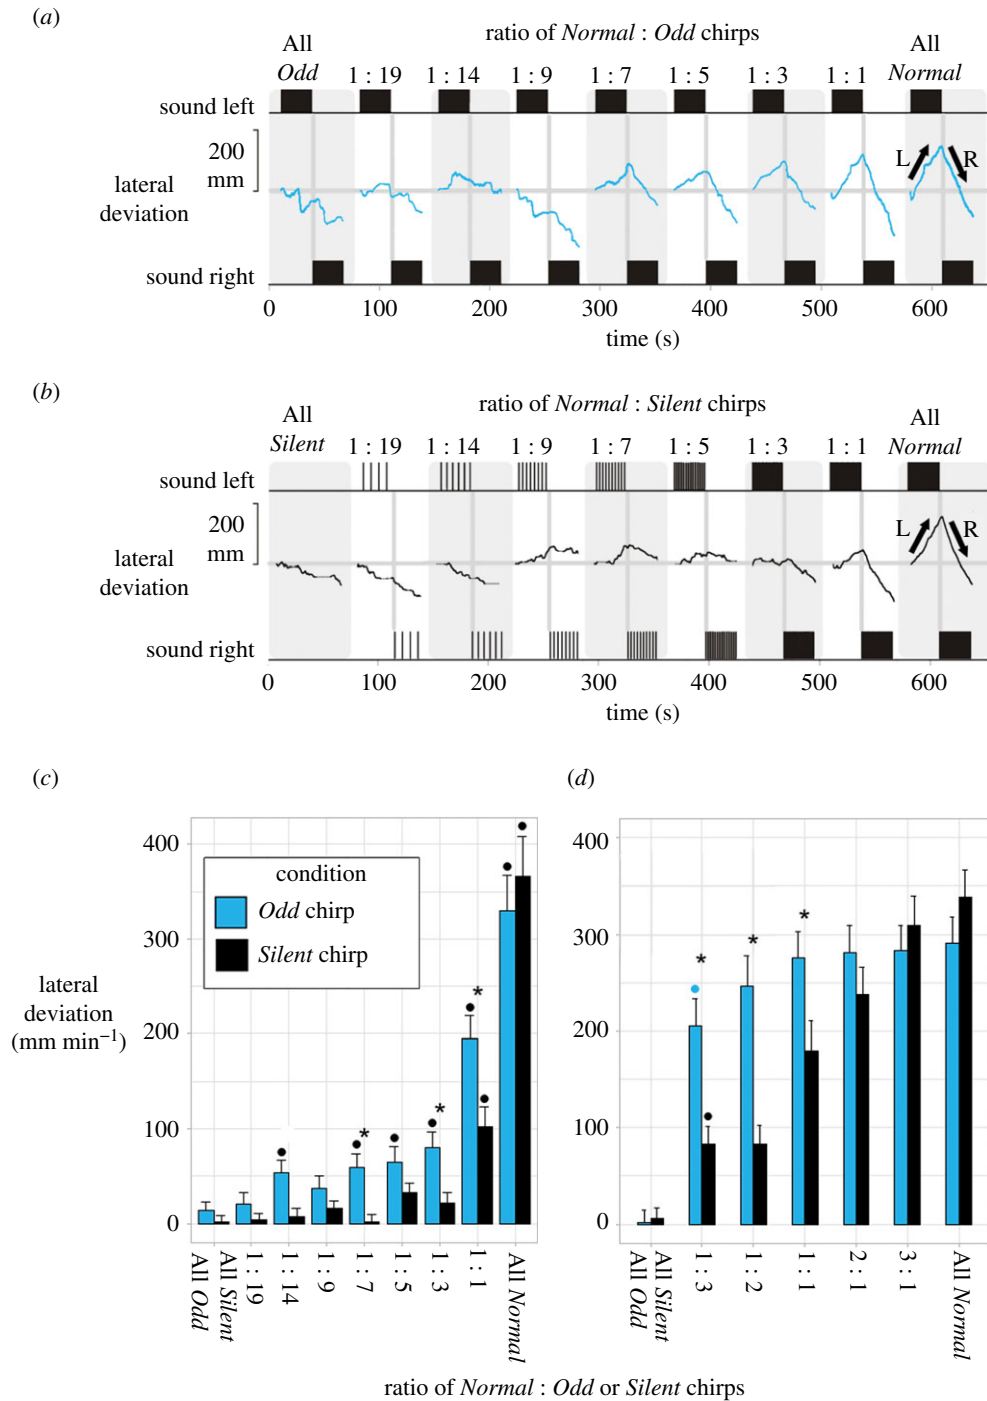 (a)
ratio of Normal : Odd chirps
All Odd
1 : 19
1 : 14
1 : 9
1 : 7
1 : 5
1 : 3
1 : 1
All Normal
sound left
200 mm
lateral deviation
L
R
sound right
0 100 200 300 400 500 600
time (s)
(b)
ratio of Normal : Silent chirps
All Silent
1 : 19
1 : 14
1 : 9
1 : 7
1 : 5
1 : 3
1 : 1
All Normal
sound left
200 mm
lateral deviation
L
R
sound right
0 100 200 300 400 500 600
time (s)
(c)
400
300
200
100
0
condition
Odd chirp
Silent chirp
*
*
*
lateral deviation (mm min−1)
All Odd
All Silent
1 : 19
1 : 14
1 : 9
1 : 7
1 : 5
1 : 3
1 : 1
All Normal
(d)
400
300
200
100
0
*
*
*
All Odd
All Silent
1 : 3
1 : 2
1 : 1
2 : 1
3 : 1
All Normal
ratio of Normal : Odd or Silent chirps